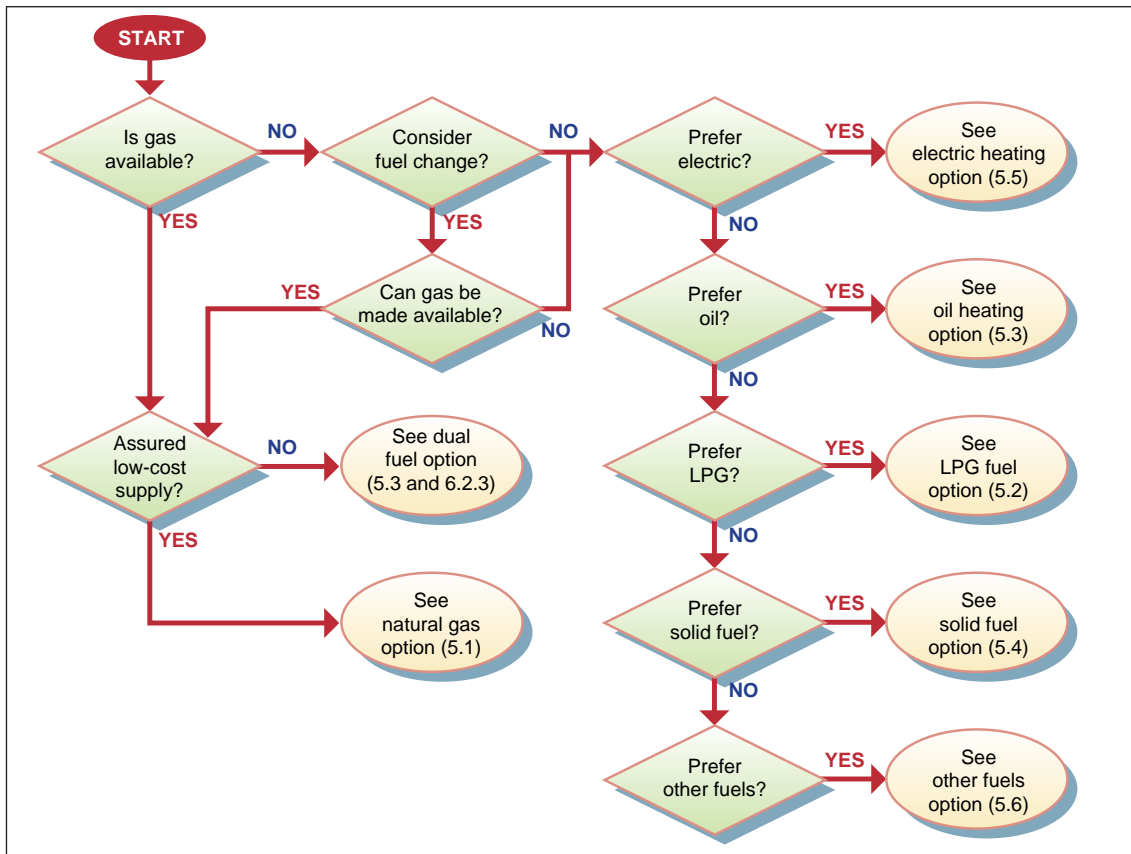 START
Is gas
available?
NO
Consider
fuel change?
NO
Prefer
electric?
YES
See
electric heating
option (5.5)
YES
YES
NO
Can gas be
made available?
YES
NO
Prefer
oil?
YES
See
oil heating
option (5.3)
NO
Assured
low-cost
supply?
NO
See dual
fuel option
(5.3 and 6.2.3)
Prefer
LPG?
YES
See
LPG fuel
option (5.2)
YES
NO
See
natural gas
option (5.1)
Prefer
solid fuel?
YES
See
solid fuel
option (5.4)
NO
Prefer
other fuels?
YES
See
other fuels
option (5.6)